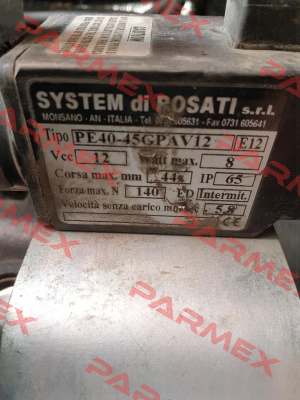 SYSTEM di ROSATI s.r.l.
MONSANO - AN - ITALIA - Tel. 0731 605631 - Fax 0731 605641
Tipo PE40-45GPAV12 E12
Vcc 12 Watt max. 8
Corsa max. mm 44 IP 65
Forza max. N 140 ED Intermit.
Velocità senza carico 5,8
CE
PARMEX
PARMEX
PARMEX
PARMEX
PARMEX